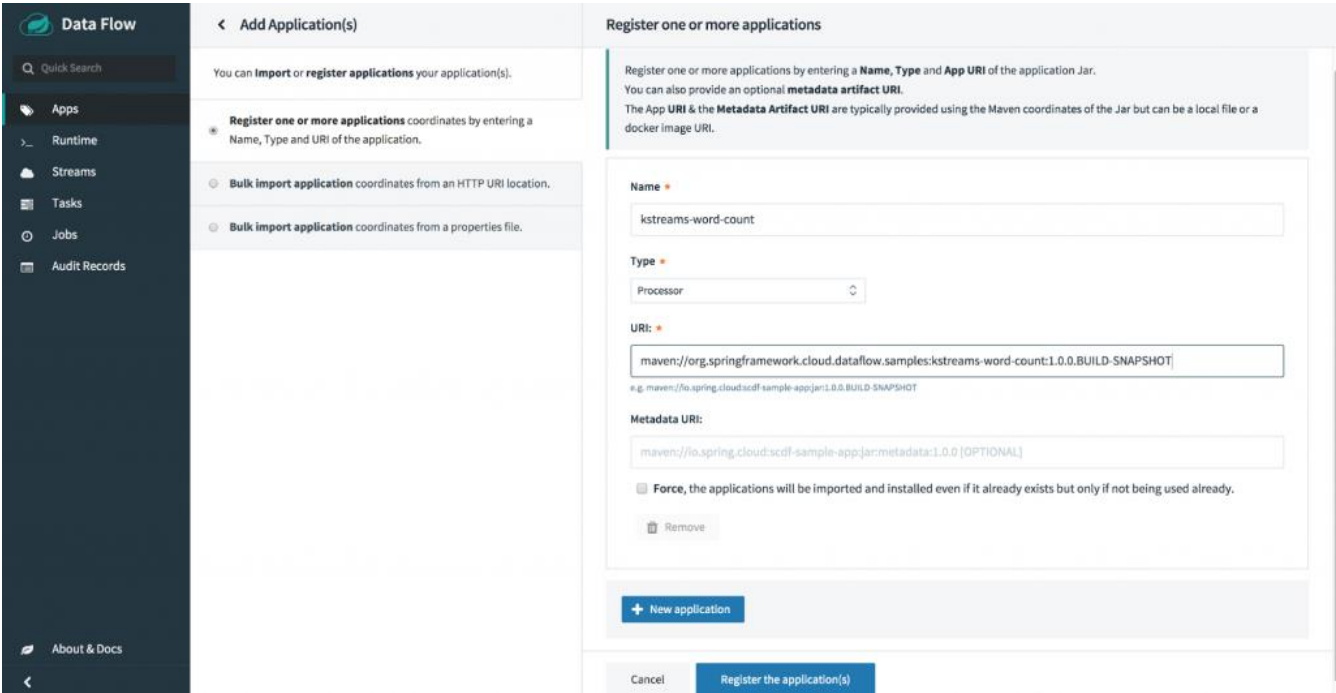 Data Flow
Quick Search
Apps
Runtime
Streams
Tasks
Jobs
Audit Records
About & Docs
Add Application(s)
You can Import or register applications your application(s).
Register one or more applications coordinates by entering a
Name, Type and URI of the application.
Bulk import application coordinates from an HTTP URI location.
Bulk import application coordinates from a properties file.
Register one or more applications
Register one or more applications by entering a Name, Type and App URI of the application Jar.
You can also provide an optional metadata artifact URI.
The App URI & the Metadata Artifact URI are typically provided using the Maven coordinates of the Jar but can be a local file or a
docker image URI.
Name *
kstreams-word-count
Type *
Processor
URI: *
maven://org.springframework.cloud.dataflow.samples:kstreams-word-count:1.0.0.BUILD-SNAPSHOT
e.g. maven://io.spring.cloud:scdf-sample-app:jar:1.0.0.BUILD-SNAPSHOT
Metadata URI:
maven://io.spring.cloud:scdf-sample-app:jar:metadata:1.0.0 [OPTIONAL]
Force, the applications will be imported and installed even if it already exists but only if not being used already.
Remove
New application
Cancel
Register the application(s)